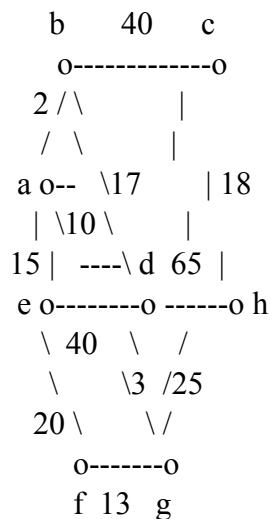 b 40 c
o-------------o
2 / \ |
/ \ |
a o-- \17 | 18
| \10 \ |
15 | ----\ d 65 |
e o--------o ------o h
\ 40 \ /
\ \3 /25
20 \ \ /
o-------o
f 13 g